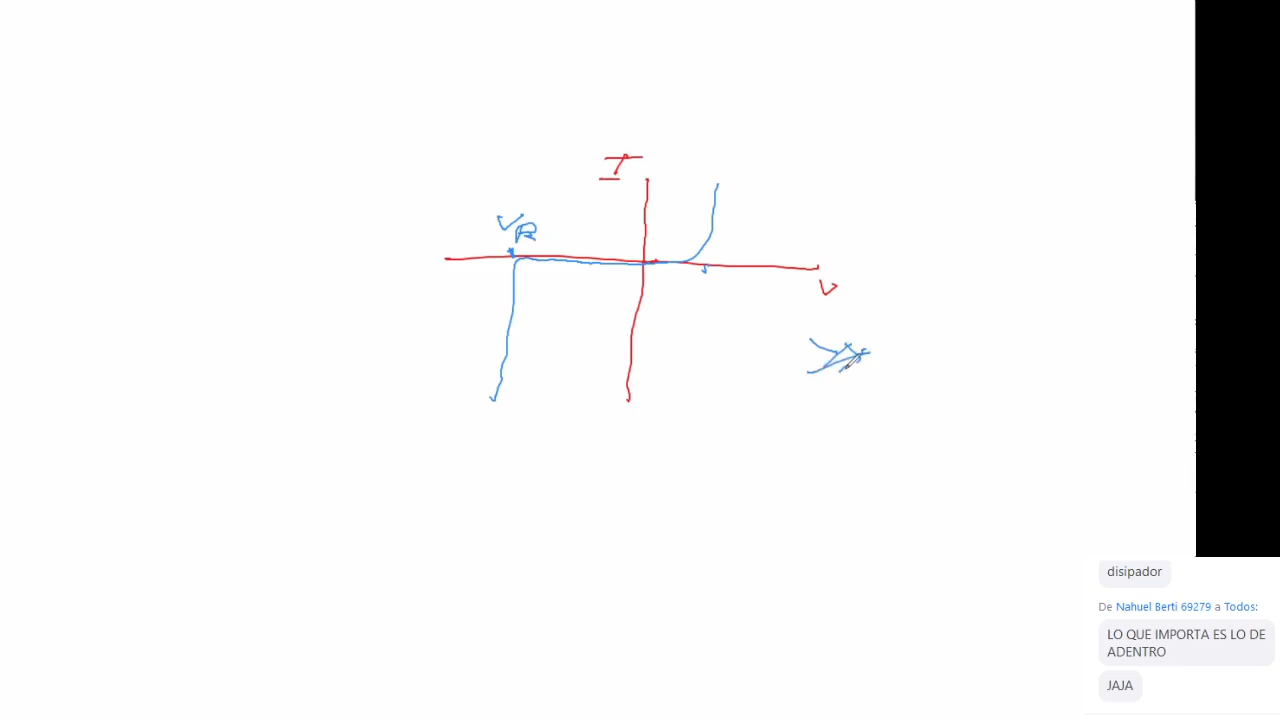 I
VR
V
disipador
De Nahuel Berti 69279 a Todos:
LO QUE IMPORTA ES LO DE
ADENTRO
JAJA